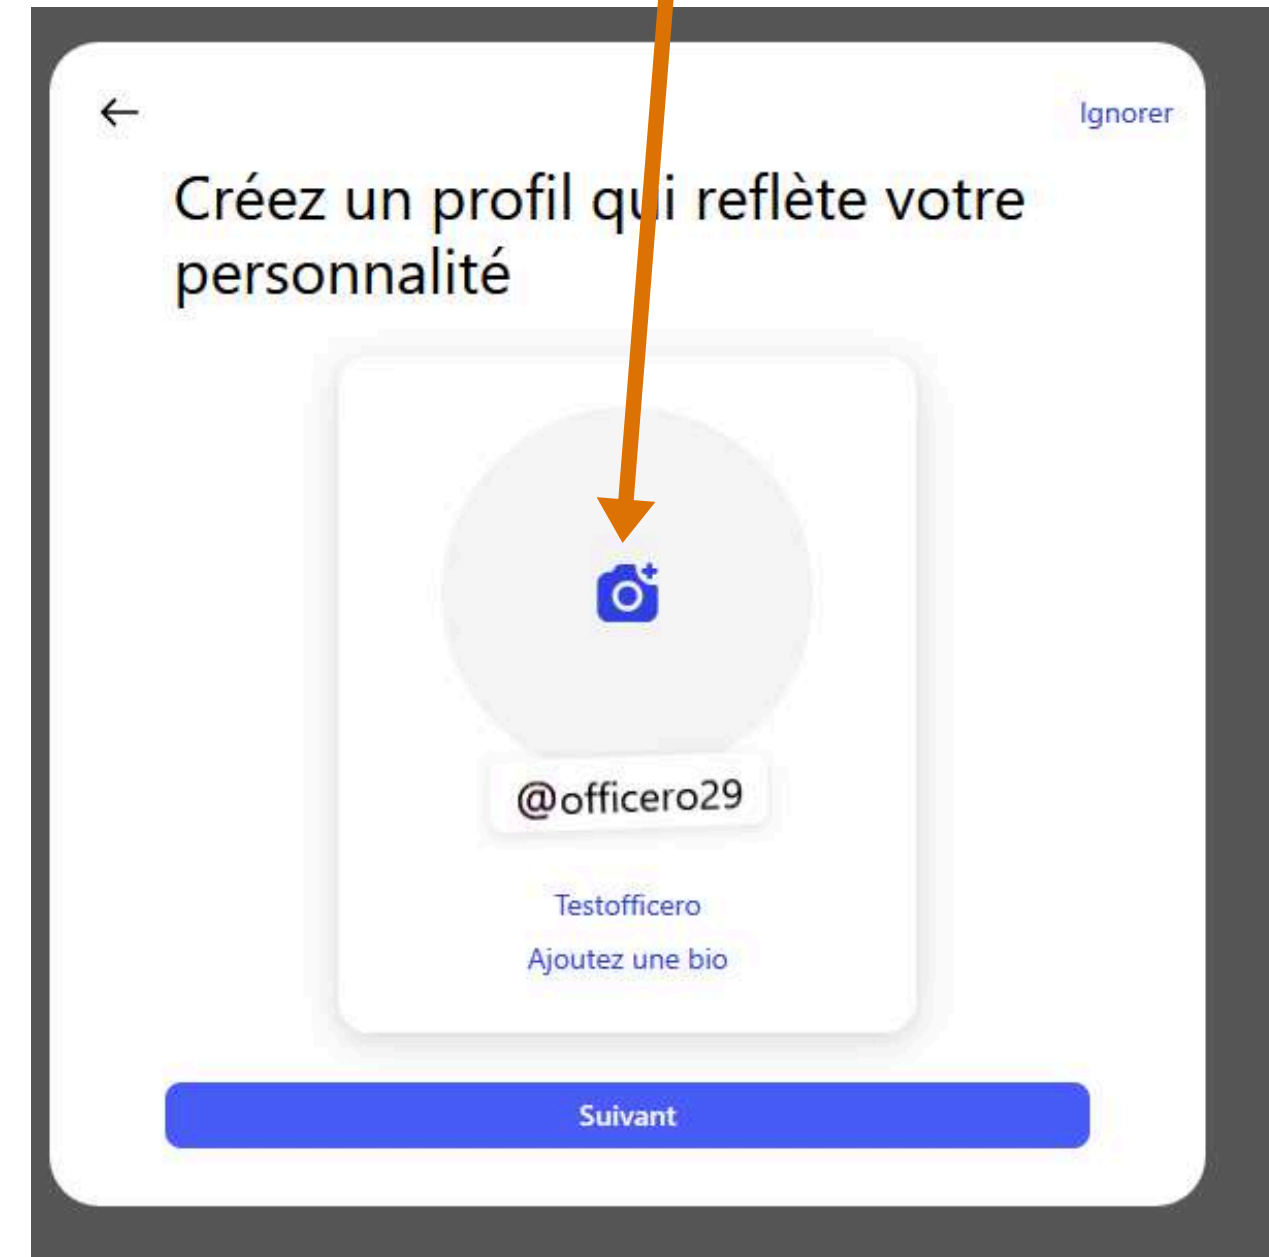 Ignorer
Créez un profil qui reflète votre
personnalité
@officero29
Testofficero
Ajoutez une bio
Suivant